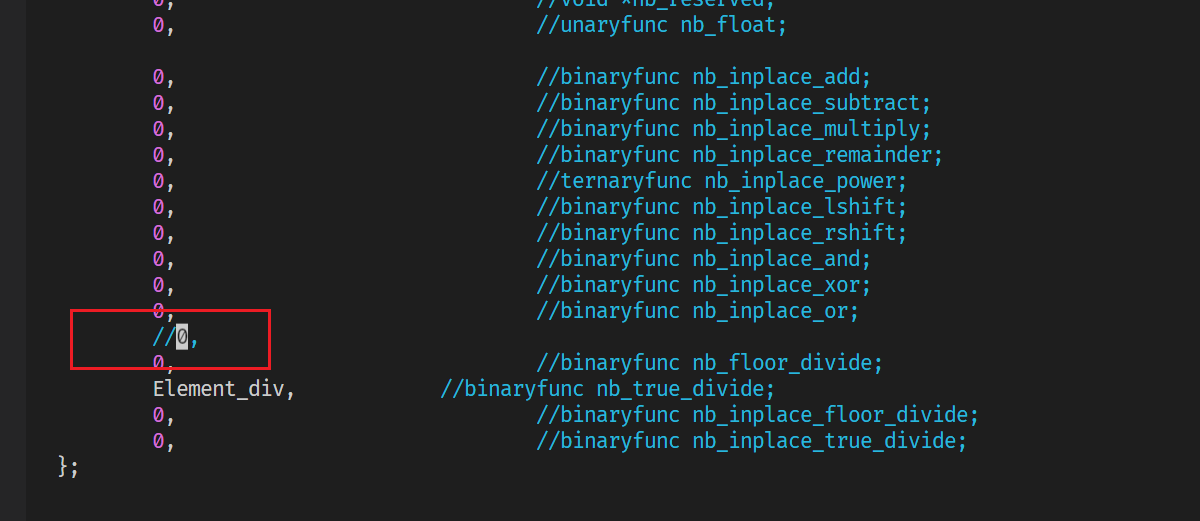 0, //void *nb_reserved;
0, //unaryfunc nb_float;
0, //binaryfunc nb_inplace_add;
0, //binaryfunc nb_inplace_subtract;
0, //binaryfunc nb_inplace_multiply;
0, //binaryfunc nb_inplace_remainder;
0, //ternaryfunc nb_inplace_power;
0, //binaryfunc nb_inplace_lshift;
0, //binaryfunc nb_inplace_rshift;
0, //binaryfunc nb_inplace_and;
0, //binaryfunc nb_inplace_xor;
0, //binaryfunc nb_inplace_or;
//0,
0, //binaryfunc nb_floor_divide;
Element_div, //binaryfunc nb_true_divide;
0, //binaryfunc nb_inplace_floor_divide;
0, //binaryfunc nb_inplace_true_divide;
};